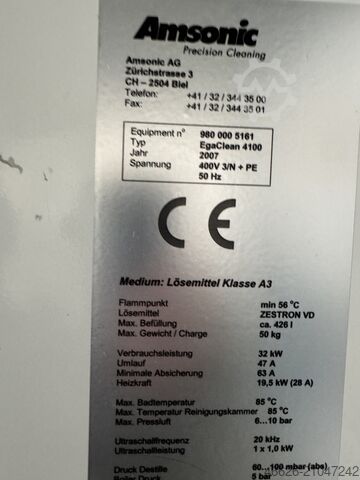 Amsonic
Precision Cleaning
Amsonic AG
Zürichstrasse 3
CH – 2504 Biel
Telefon: +41 / 32 / 344 35 00
Fax: +41 / 32 / 344 35 01
Equipment n° 980 000 5161
Typ EgaClean 4100
Jahr 2007
Spannung 400V 3/N + PE
50 Hz
CE
Medium: Lösemittel Klasse A3
Flammpunkt min 56 °C
Lösemittel ZESTRON VD
Max. Befüllung ca. 426 l
Max. Gewicht / Charge 50 kg
Verbrauchsleistung 32 kW
Umlauf 47 A
Minimale Absicherung 63 A
Heizkraft 19,5 kW (28 A)
Max. Badtemperatur 85 °C
Max. Temperatur Reinigungskammer 85 °C
Max. Pressluft 6...10 bar
Ultraschallfrequenz 20 kHz
Ultraschalleistung 1 x 1,0 kW
Druck Destille 60...100 mbar (abs)
Boiler Druck 5 bar
46626-21047242